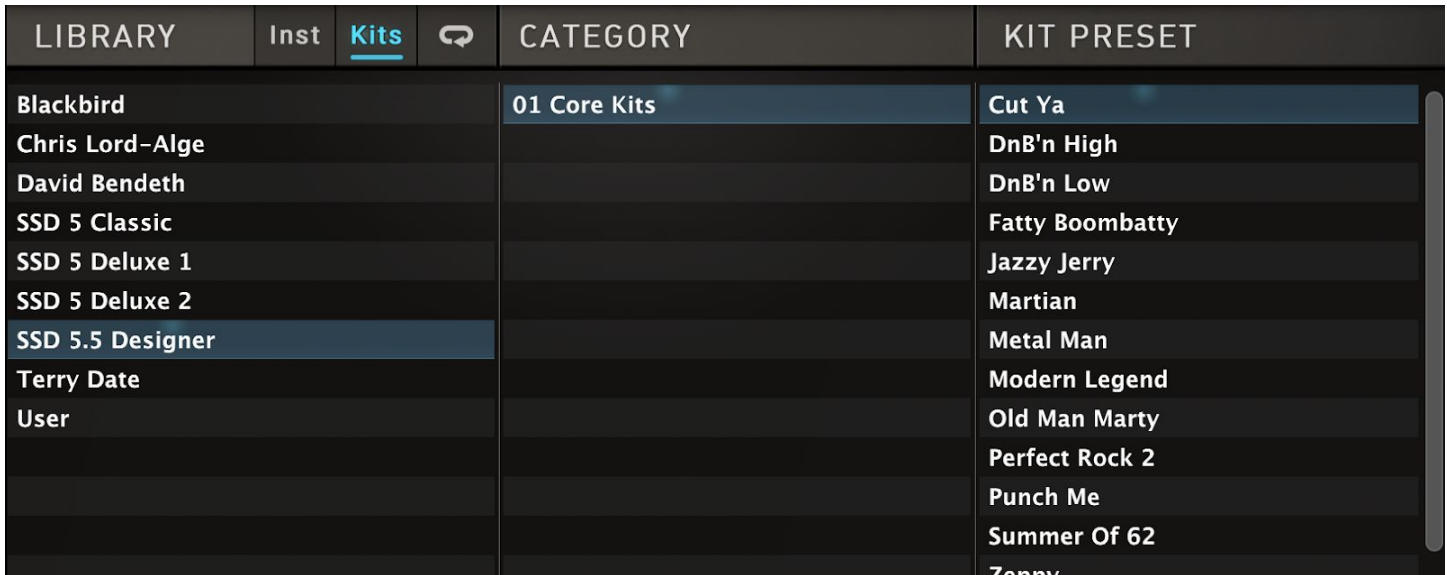 LIBRARY Inst Kits CATEGORY KIT PRESET
Blackbird 01 Core Kits Cut Ya
Chris Lord-Alge DnB'n High
David Bendeth DnB'n Low
SSD 5 Classic Fatty Boombatty
SSD 5 Deluxe 1 Jazzy Jerry
SSD 5 Deluxe 2 Martian
SSD 5.5 Designer Metal Man
Terry Date Modern Legend
User Old Man Marty
Perfect Rock 2
Punch Me
Summer Of 62